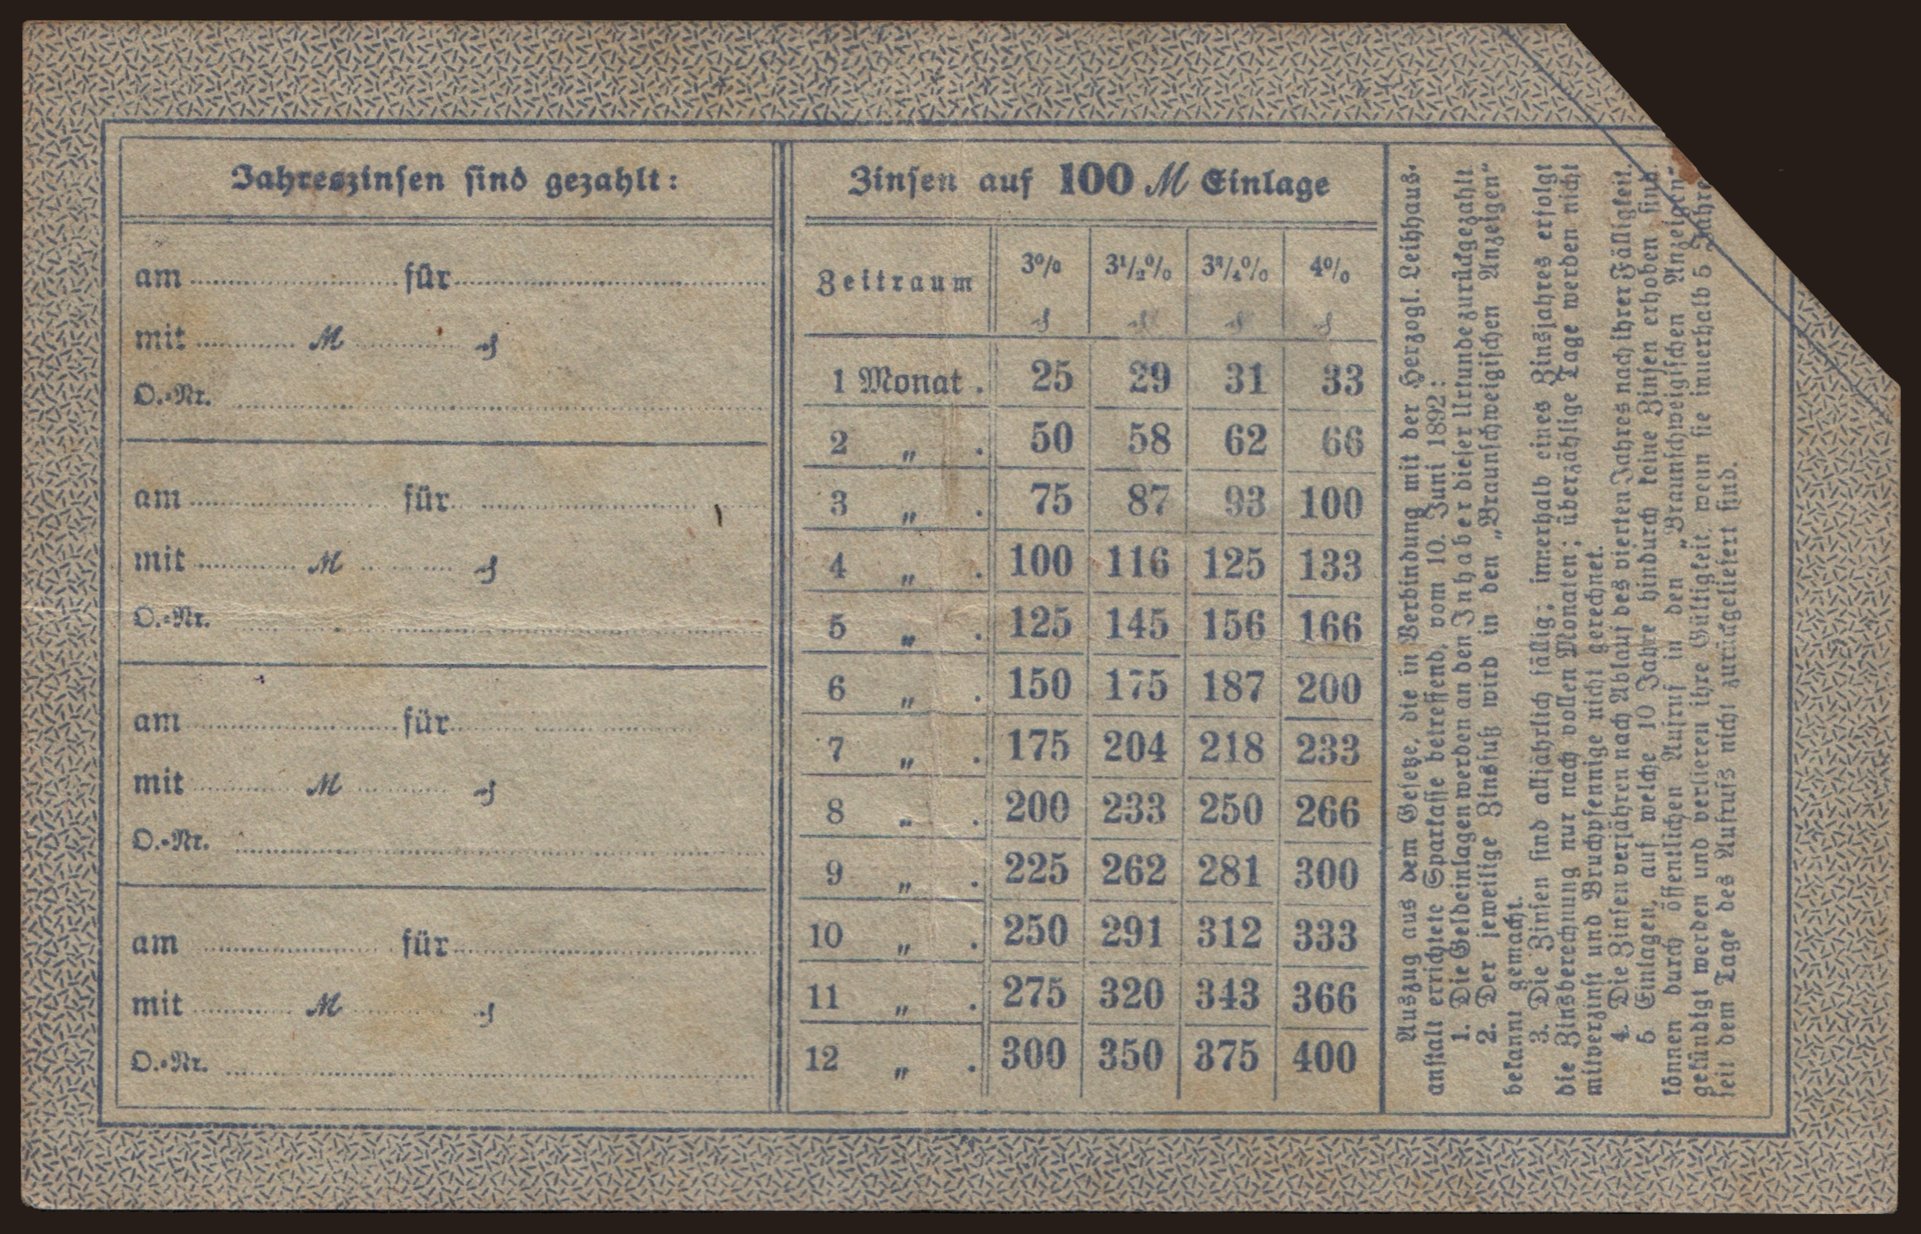 Jahreszinsen sind gezahlt:
am für
mit ℳ ₰
O.-Nr.
am für
mit ℳ ₰
O.-Nr.
am für
mit ℳ ₰
O.-Nr.
am für
mit ℳ ₰
O.-Nr.
Zinsen auf 100 ℳ Einlage
Zeitraum 3% 3½% 3¾% 4%
₰ ₰ ₰ ₰
1 Monat . 25 29 31 33
2 „ . 50 58 62 66
3 „ . 75 87 93 100
4 „ . 100 116 125 133
5 „ . 125 145 156 166
6 „ . 150 175 187 200
7 „ . 175 204 218 233
8 „ . 200 233 250 266
9 „ . 225 262 281 300
10 „ . 250 291 312 333
11 „ . 275 320 343 366
12 „ . 300 350 375 400
Auszug aus dem Gesetze, die in Verbindung mit der Herzogl. Leihhaus-
anstalt errichtete Sparkasse betreffend, vom 10. Juni 1892:
1. Die Geldeinlagen werden an den Inhaber dieser Urkunde zurückgezahlt.
2. Der jeweilige Zinsfuß wird in den „Braunschweigischen Anzeigen“
bekannt gemacht.
3. Die Zinsen sind alljährlich fällig; innerhalb eines Zinsjahres erfolgt
die Zinsberechnung nur nach vollen Monaten; überzählige Tage werden nicht
mitverzinst und Bruchpfennige nicht gerechnet.
4. Die Zinsen verjähren nach Ablauf des vierten Jahres nach ihrer Fälligkeit.
5. Einlagen, auf welche 10 Jahre hindurch keine Zinsen erhoben sind,
können durch öffentlichen Aufruf in den „Braunschweigischen Anzeigen“
gekündigt werden und verlieren ihre Gültigkeit, wenn sie innerhalb 5 Jahre
seit dem Tage des Aufrufs nicht zurückgeliefert sind.